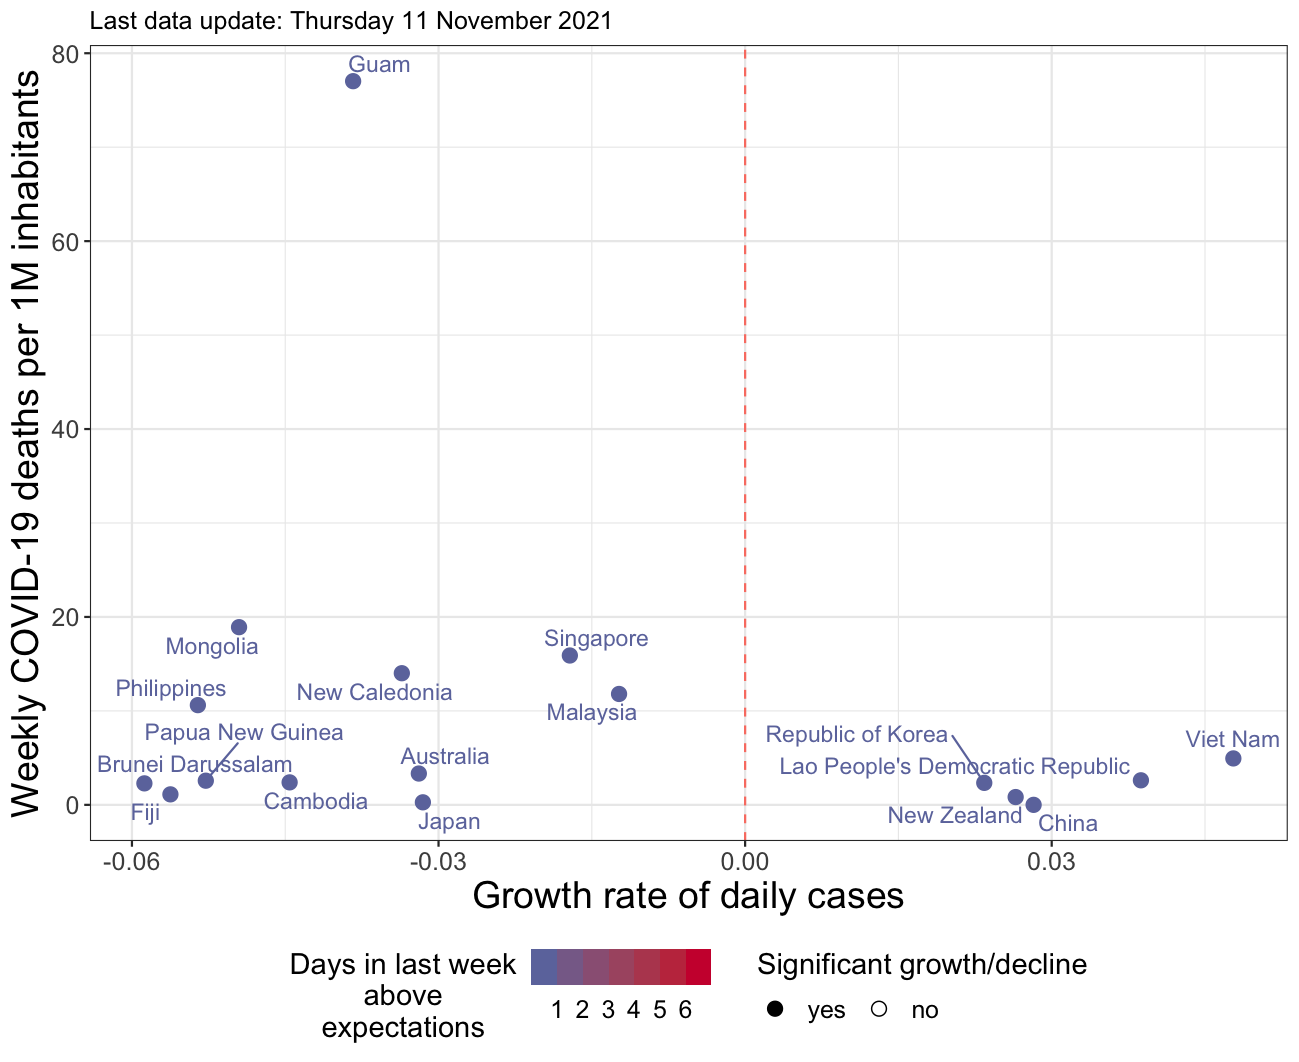 Last data update: Thursday 11 November 2021
Weekly COVID-19 deaths per 1M inhabitants
80
60
40
20
0
Guam
Mongolia
Singapore
Philippines
New Caledonia
Malaysia
Papua New Guinea
Republic of Korea
Viet Nam
Brunei Darussalam
Australia
Lao People's Democratic Republic
Fiji
Cambodia
Japan
New Zealand
China
-0.06 -0.03 0.00 0.03
Growth rate of daily cases
Days in last week
above
expectations
1 2 3 4 5 6
Significant growth/decline
yes no